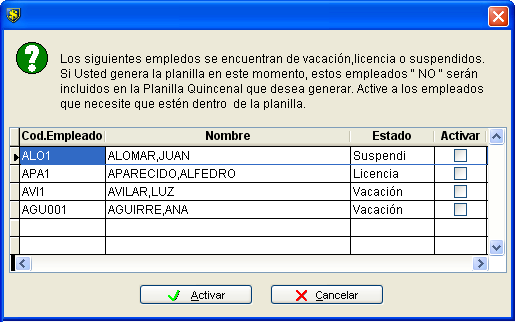 Los siguientes empledos se encuentran de vacación,licencia o suspendidos.
Si Usted genera la planilla en este momento, estos empleados " NO " serán
incluidos en la Planilla Quincenal que desea generar. Active a los empleados
que necesite que estén dentro de la planilla.
Cod.Empleado Nombre Estado Activar
ALO1 ALOMAR,JUAN Suspendi
APA1 APARECIDO,ALFEDRO Licencia
AVI1 AVILAR,LUZ Vacación
AGU001 AGUIRRE,ANA Vacación
Activar Cancelar